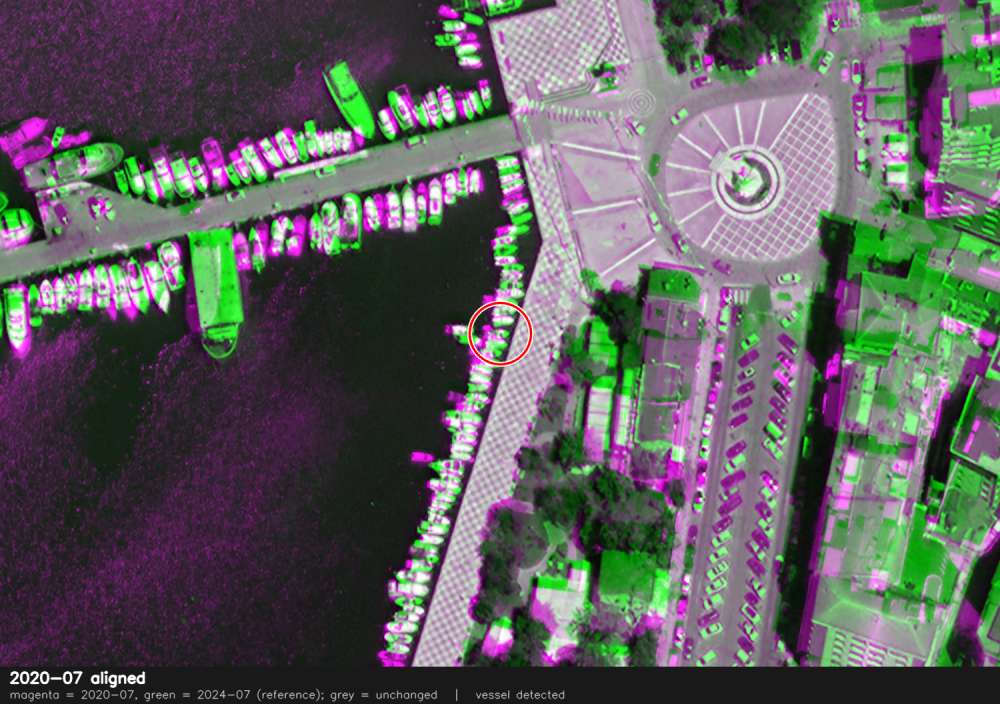 2020-07 aligned
magenta = 2020-07, green = 2024-07 (reference); grey = unchanged | vessel detected